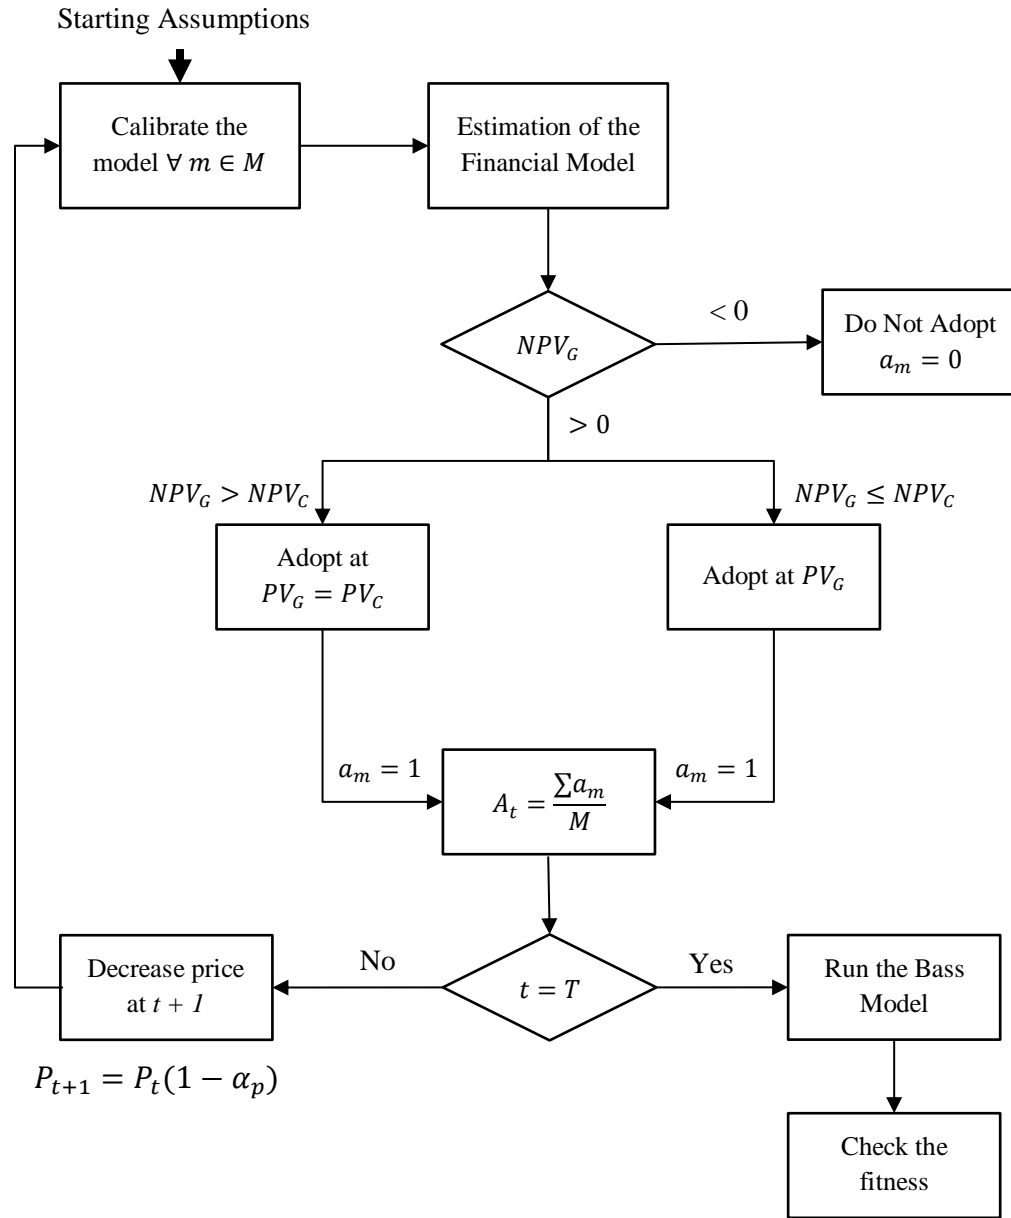 Starting Assumptions
Calibrate the
model ∀ m ∈ M
Estimation of the
Financial Model
NPV_G
< 0
Do Not Adopt
a_m = 0
> 0
NPV_G > NPV_C
NPV_G ≤ NPV_C
Adopt at
PV_G = PV_C
Adopt at PV_G
a_m = 1
a_m = 1
A_t = ∑a_m / M
Decrease price
at t + 1
No
t = T
Yes
Run the Bass
Model
P_{t+1} = P_t(1 − α_p)
Check the
fitness